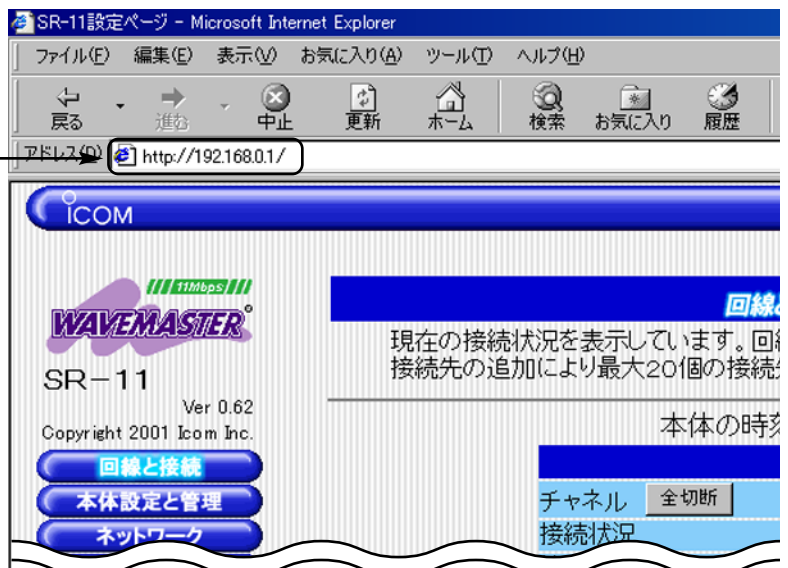 SR-11設定ページ - Microsoft Internet Explorer
ファイル(F) 編集(E) 表示(V) お気に入り(A) ツール(T) ヘルプ(H)
戻る 進む 中止 更新 ホーム 検索 お気に入り 履歴
アドレス(D) http://192.168.0.1/
ICOM
11Mbps
WAVEMASTER®
SR-11
Ver 0.62
Copyright 2001 Icom Inc.
回線と接続
本体設定と管理
ネットワーク
回線
現在の接続状況を表示しています。回
接続先の追加により最大20個の接続
本体の時
チャネル 全切断
接続状況